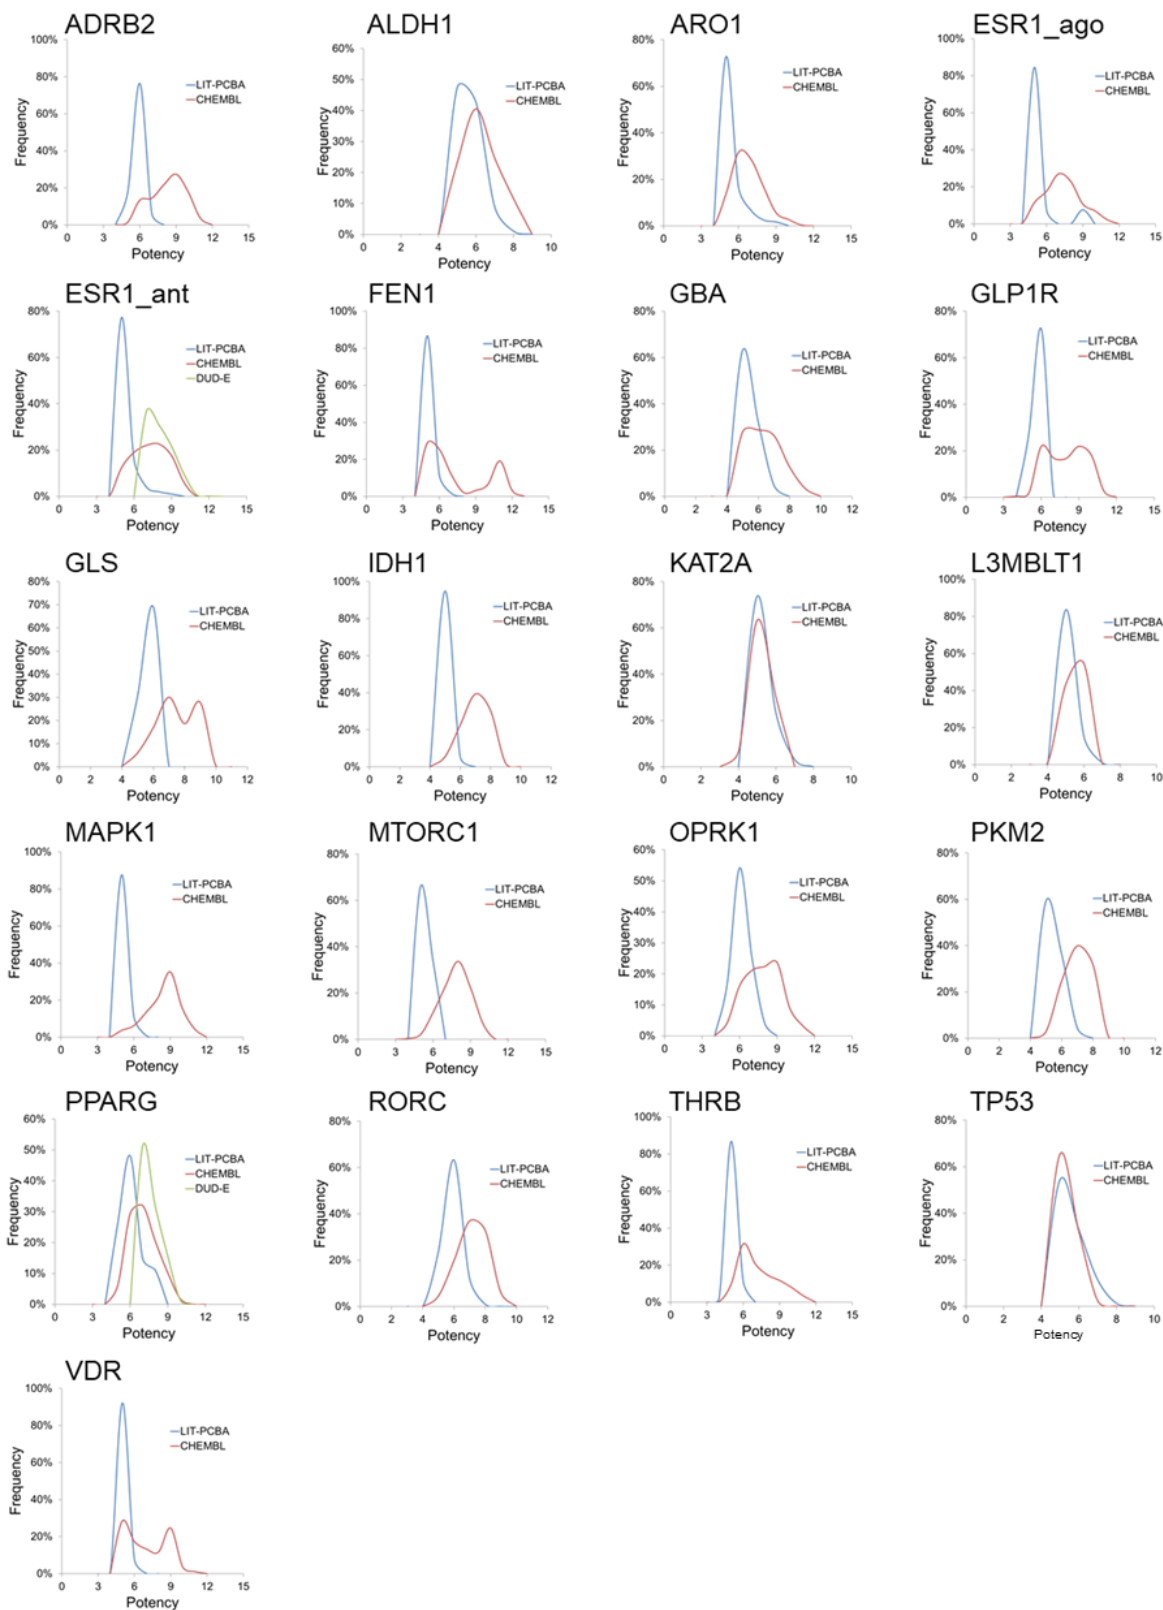 ADRB2
100%
80%
60%
40%
20%
0%
Frequency
LIT-PCBA
CHEMBL
0 3 6 9 12 15
Potency
ALDH1
60%
50%
40%
30%
20%
10%
0%
Frequency
LIT-PCBA
CHEMBL
0 2 4 6 8 10
Potency
ARO1
80%
60%
40%
20%
0%
Frequency
LIT-PCBA
CHEMBL
0 3 6 9 12 15
Potency
ESR1_ago
100%
80%
60%
40%
20%
0%
Frequency
LIT-PCBA
CHEMBL
0 3 6 9 12 15
Potency
ESR1_ant
80%
60%
40%
20%
0%
Frequency
LIT-PCBA
CHEMBL
DUD-E
0 3 6 9 12 15
Potency
FEN1
100%
80%
60%
40%
20%
0%
Frequency
LIT-PCBA
CHEMBL
0 3 6 9 12 15
Potency
GBA
80%
60%
40%
20%
0%
Frequency
LIT-PCBA
CHEMBL
0 2 4 6 8 10 12
Potency
GLP1R
80%
60%
40%
20%
0%
Frequency
LIT-PCBA
CHEMBL
0 3 6 9 12 15
Potency
GLS
80%
70%
60%
50%
40%
30%
20%
10%
0%
Frequency
LIT-PCBA
CHEMBL
0 2 4 6 8 10 12
Potency
IDH1
100%
80%
60%
40%
20%
0%
Frequency
LIT-PCBA
CHEMBL
0 2 4 6 8 10 12
Potency
KAT2A
80%
60%
40%
20%
0%
Frequency
LIT-PCBA
CHEMBL
0 2 4 6 8 10
Potency
L3MBLT1
100%
80%
60%
40%
20%
0%
Frequency
LIT-PCBA
CHEMBL
0 2 4 6 8 10
Potency
MAPK1
100%
80%
60%
40%
20%
0%
Frequency
LIT-PCBA
CHEMBL
0 3 6 9 12 15
Potency
MTORC1
80%
60%
40%
20%
0%
Frequency
LIT-PCBA
CHEMBL
0 3 6 9 12 15
Potency
OPRK1
60%
50%
40%
30%
20%
10%
0%
Frequency
LIT-PCBA
CHEMBL
0 3 6 9 12 15
Potency
PKM2
80%
60%
40%
20%
0%
Frequency
LIT-PCBA
CHEMBL
0 2 4 6 8 10 12
Potency
PPARG
60%
50%
40%
30%
20%
10%
0%
Frequency
LIT-PCBA
CHEMBL
DUD-E
0 3 6 9 12 15
Potency
RORC
80%
60%
40%
20%
0%
Frequency
LIT-PCBA
CHEMBL
0 2 4 6 8 10 12
Potency
THRB
100%
80%
60%
40%
20%
0%
Frequency
LIT-PCBA
CHEMBL
0 3 6 9 12 15
Potency
TP53
80%
60%
40%
20%
0%
Frequency
LIT-PCBA
CHEMBL
0 2 4 6 8 10
Potency
VDR
100%
80%
60%
40%
20%
0%
Frequency
LIT-PCBA
CHEMBL
0 3 6 9 12 15
Potency